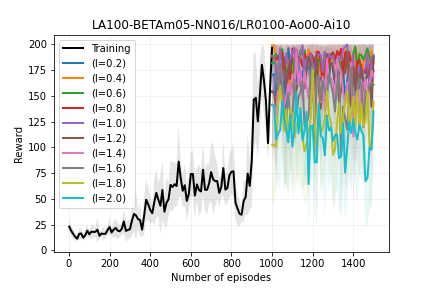 LA100-BETAm05-NN016/LR0100-Ao00-Ai10
200
175
150
125
100
75
50
25
0
Reward
Training
(l=0.2)
(l=0.4)
(l=0.6)
(l=0.8)
(l=1.0)
(l=1.2)
(l=1.4)
(l=1.6)
(l=1.8)
(l=2.0)
0 200 400 600 800 1000 1200 1400
Number of episodes